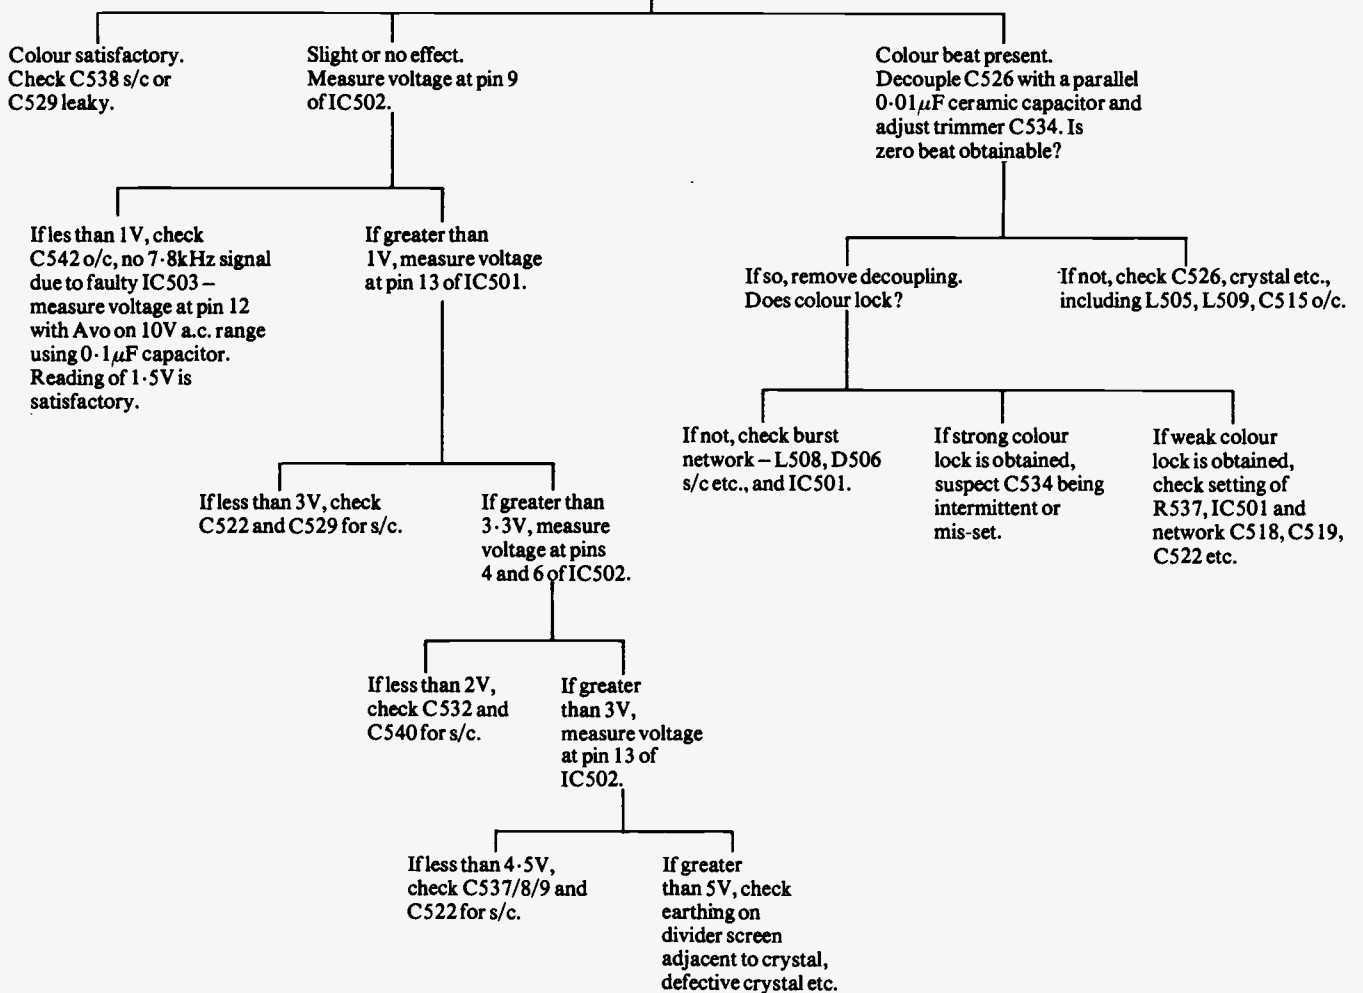 Colour satisfactory.
Check C538 s/c or
C529 leaky.
Slight or no effect.
Measure voltage at pin 9
of IC502.
Colour beat present.
Decouple C526 with a parallel
0·01μF ceramic capacitor and
adjust trimmer C534. Is
zero beat obtainable?
If les than 1V, check
C542 o/c, no 7·8kHz signal
due to faulty IC503 –
measure voltage at pin 12
with Avo on 10V a.c. range
using 0·1μF capacitor.
Reading of 1·5V is
satisfactory.
If greater than
1V, measure voltage
at pin 13 of IC501.
If so, remove decoupling.
Does colour lock?
If not, check C526, crystal etc.,
including L505, L509, C515 o/c.
If not, check burst
network – L508, D506
s/c etc., and IC501.
If strong colour
lock is obtained,
suspect C534 being
intermittent or
mis-set.
If weak colour
lock is obtained,
check setting of
R537, IC501 and
network C518, C519,
C522 etc.
If less than 3V, check
C522 and C529 for s/c.
If greater than
3·3V, measure
voltage at pins
4 and 6 of IC502.
If less than 2V,
check C532 and
C540 for s/c.
If greater
than 3V,
measure voltage
at pin 13 of
IC502.
If less than 4·5V,
check C537/8/9 and
C522 for s/c.
If greater
than 5V, check
earthing on
divider screen
adjacent to crystal,
defective crystal etc.